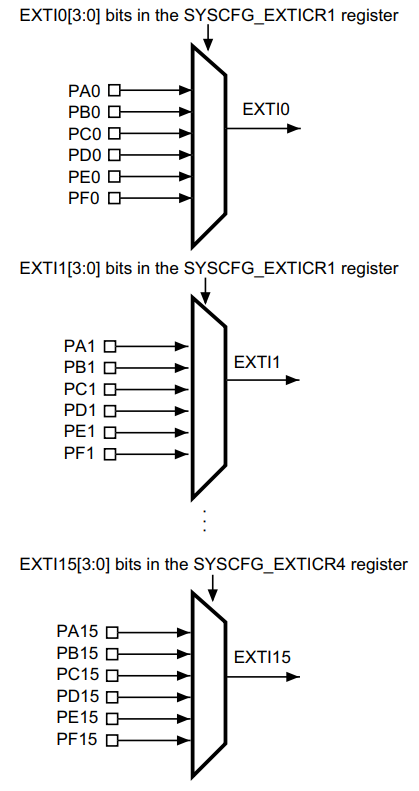 EXTI0[3:0] bits in the SYSCFG_EXTICR1 register
PA0
PB0
PC0
PD0
PE0
PF0
EXTI0
EXTI1[3:0] bits in the SYSCFG_EXTICR1 register
PA1
PB1
PC1
PD1
PE1
PF1
EXTI1
EXTI15[3:0] bits in the SYSCFG_EXTICR4 register
PA15
PB15
PC15
PD15
PE15
PF15
EXTI15